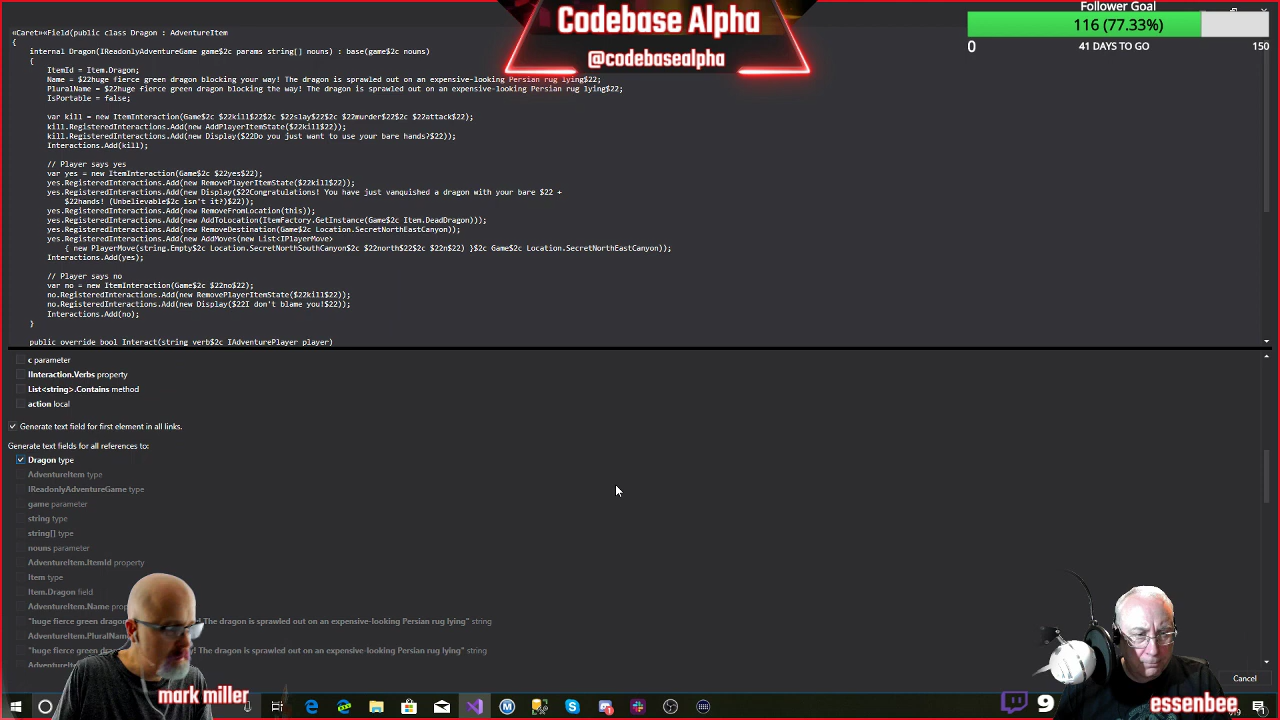 Codebase Alpha
@codebasealpha
Follower Goal
116 (77.33%)
0
41 DAYS TO GO
150
«Caret»«Field(public class Dragon : AdventureItem
{
internal Dragon(IReadonlyAdventureGame game$2c params string[] nouns) : base(game$2c nouns)
{
ItemId = Item.Dragon;
Name = $22huge fierce green dragon blocking your way! The dragon is sprawled out on an expensive-looking Persian rug lying$22;
PluralName = $22huge fierce green dragon blocking the way! The dragon is sprawled out on an expensive-looking Persian rug lying$22;
IsPortable = false;
var kill = new ItemInteraction(Game$2c $22kill$22$2c $22slay$22$2c $22murder$22$2c $22attack$22);
kill.RegisteredInteractions.Add(new AddPlayerItemState($22kill$22));
kill.RegisteredInteractions.Add(new Display($22Do you just want to use your bare hands?$22));
Interactions.Add(kill);
// Player says yes
var yes = new ItemInteraction(Game$2c $22yes$22);
yes.RegisteredInteractions.Add(new RemovePlayerItemState($22kill$22));
yes.RegisteredInteractions.Add(new Display($22Congratulations! You have just vanquished a dragon with your bare $22 +
$22hands! (Unbelievable$2c isn't it?)$22));
yes.RegisteredInteractions.Add(new RemoveFromLocation(this));
yes.RegisteredInteractions.Add(new AddToLocation(ItemFactory.GetInstance(Game$2c Item.DeadDragon)));
yes.RegisteredInteractions.Add(new RemoveDestination(Game$2c Location.SecretNorthEastCanyon));
yes.RegisteredInteractions.Add(new AddMoves(new List<IPlayerMove>
{ new PlayerMove(string.Empty$2c Location.SecretNorthSouthCanyon$2c $22north$22$2c $22n$22) }$2c Game$2c Location.SecretNorthEastCanyon));
Interactions.Add(yes);
// Player says no
var no = new ItemInteraction(Game$2c $22no$22);
no.RegisteredInteractions.Add(new RemovePlayerItemState($22kill$22));
no.RegisteredInteractions.Add(new Display($22I don't blame you!$22));
Interactions.Add(no);
}
public override bool Interact(string verb$2c IAdventurePlayer player)
c parameter
IInteraction.Verbs property
List<string>.Contains method
action local
Generate text field for first element in all links.
Generate text fields for all references to:
Dragon type
AdventureItem type
IReadonlyAdventureGame type
game parameter
string type
string[] type
nouns parameter
AdventureItem.ItemId property
Item type
Item.Dragon field
AdventureItem.Name
"huge fierce green The dragon is sprawled out on an expensive-looking Persian rug lying" string
AdventureItem.PluralName
"huge fierce green The dragon is sprawled out on an expensive-looking Persian rug lying" string
Cancel
mark miller
9
essenbee